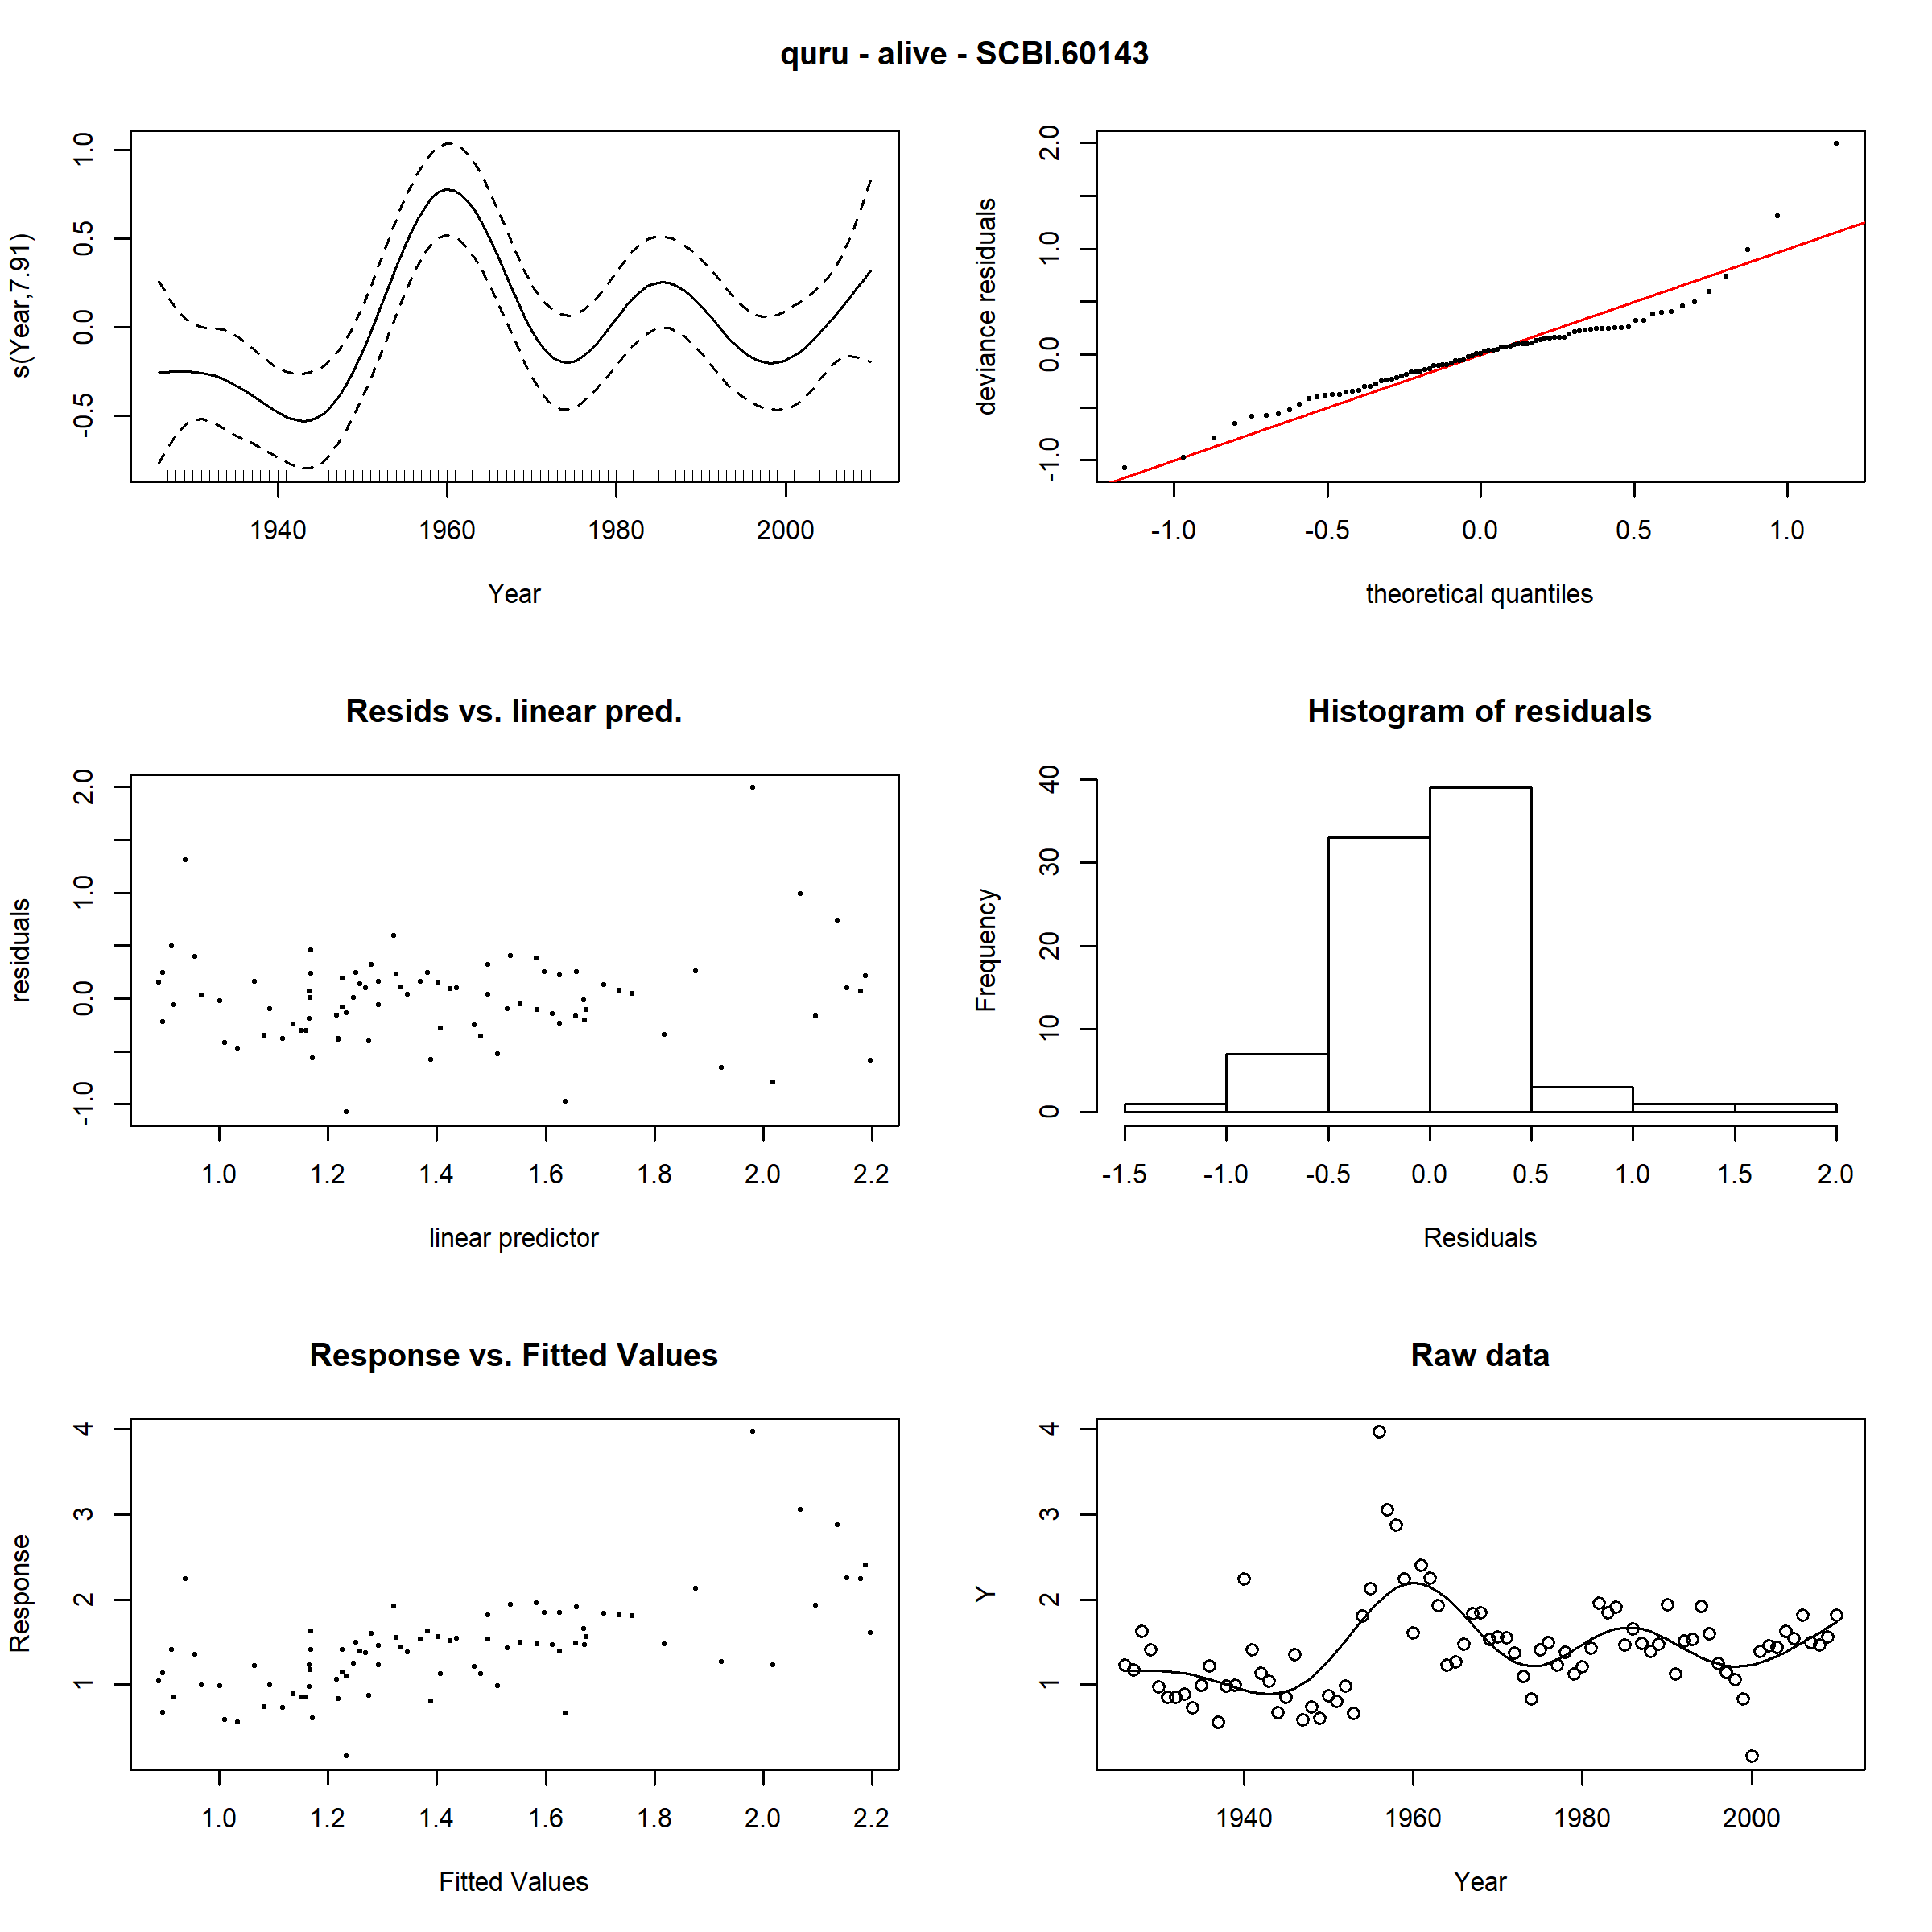 quru - alive - SCBI.60143
s(Year,7.91)
1.0
0.5
0.0
-0.5
1940 1960 1980 2000
Year
deviance residuals
2.0
1.0
0.0
-1.0
-1.0 -0.5 0.0 0.5 1.0
theoretical quantiles
Resids vs. linear pred.
residuals
2.0
1.0
0.0
-1.0
1.0 1.2 1.4 1.6 1.8 2.0 2.2
linear predictor
Histogram of residuals
Frequency
40
30
20
10
0
-1.5 -1.0 -0.5 0.0 0.5 1.0 1.5 2.0
Residuals
Response vs. Fitted Values
Response
4
3
2
1
1.0 1.2 1.4 1.6 1.8 2.0 2.2
Fitted Values
Raw data
Y
4
3
2
1
1940 1960 1980 2000
Year